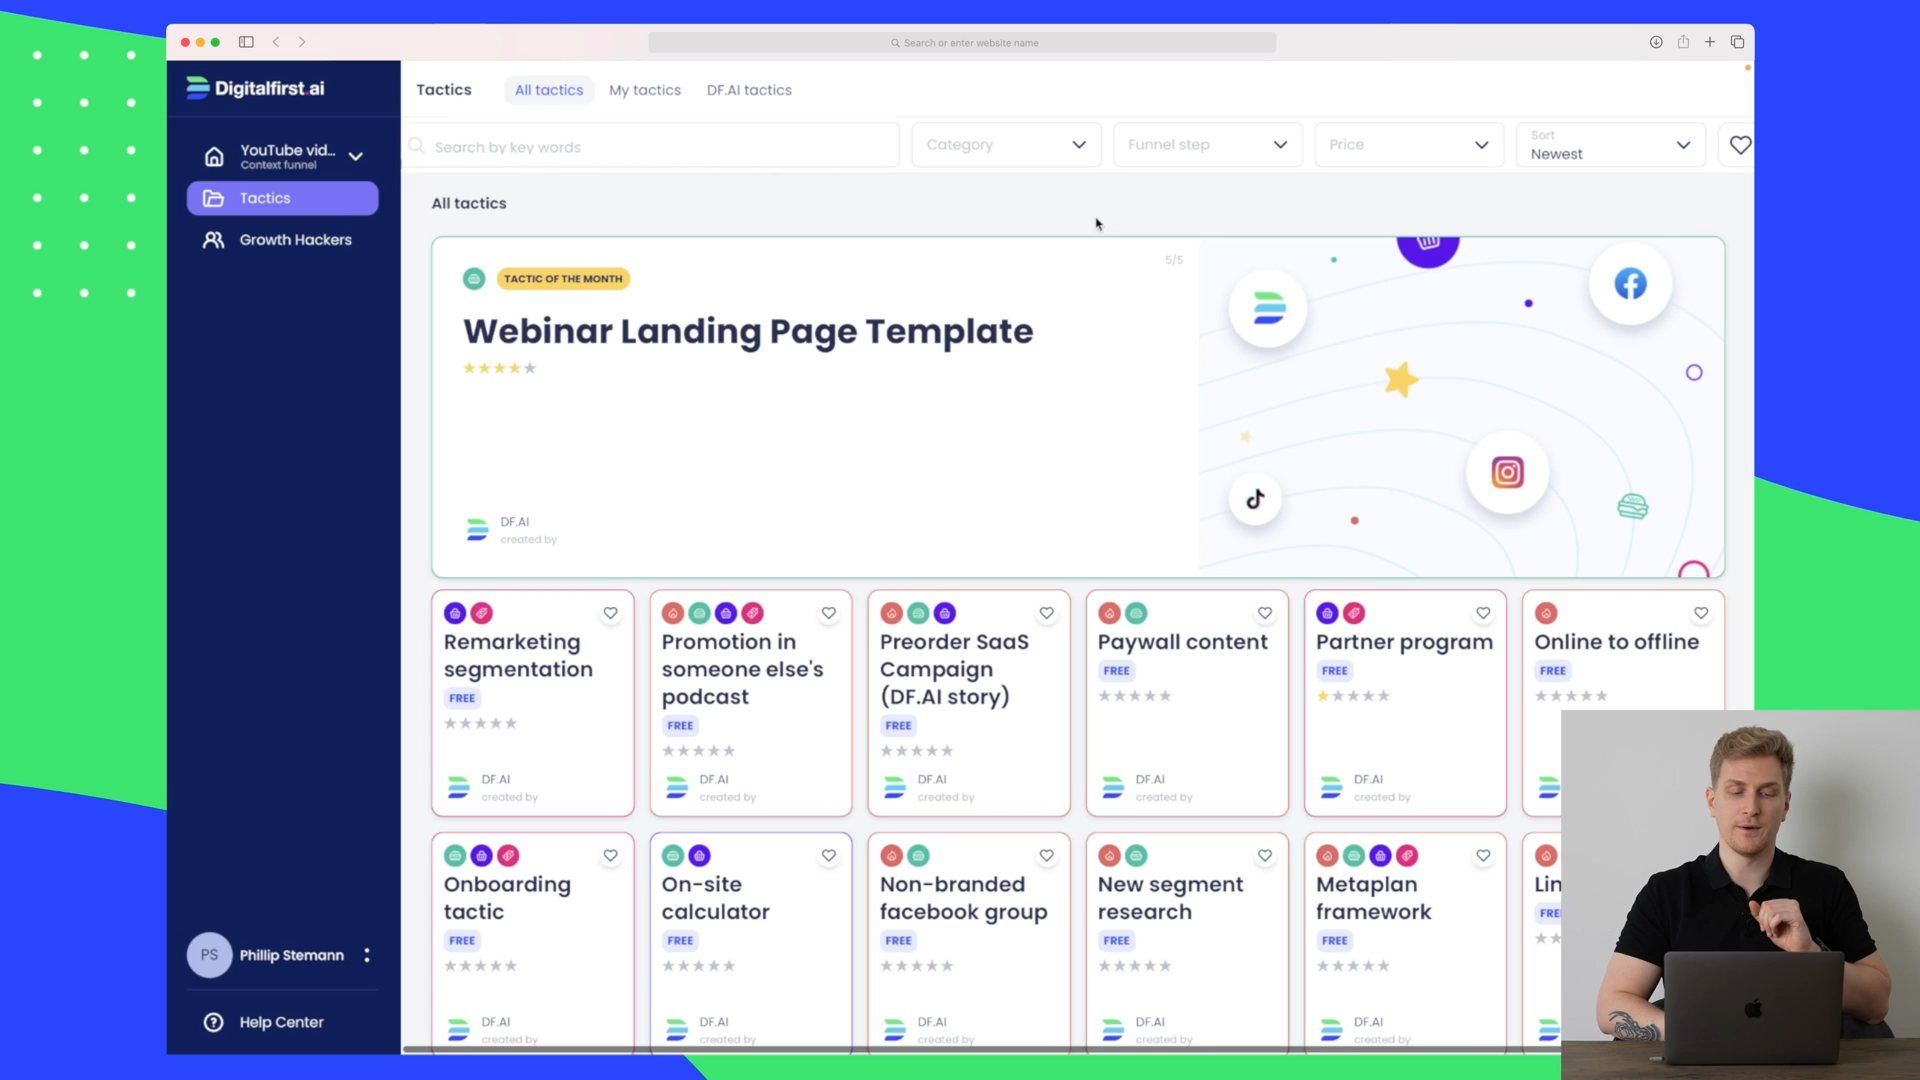 Search or enter website name
Digitalfirst.ai
Tactics
All tactics
My tactics
DF.AI tactics
YouTube vid...
Context funnel
Tactics
Growth Hackers
Search by key words
Category
Funnel step
Price
Sort
Newest
All tactics
TACTIC OF THE MONTH
5/5
Webinar Landing Page Template
DF.AI
created by
Remarketing
segmentation
FREE
DF.AI
created by
Promotion in
someone else's
podcast
FREE
DF.AI
created by
Preorder SaaS
Campaign
(DF.AI story)
FREE
DF.AI
created by
Paywall content
FREE
DF.AI
created by
Partner program
FREE
DF.AI
created by
Online to offline
FREE
Onboarding
tactic
FREE
DF.AI
created by
On-site
calculator
FREE
DF.AI
created by
Non-branded
facebook group
FREE
DF.AI
created by
New segment
research
FREE
DF.AI
created by
Metaplan
framework
FREE
DF.AI
created by
PS
Phillip Stemann
Help Center